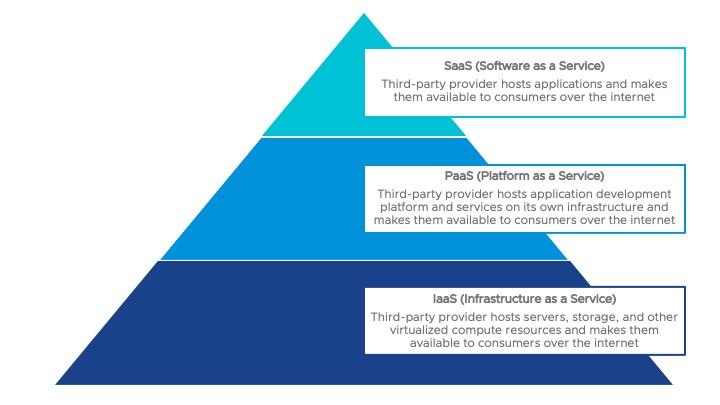 SaaS (Software as a Service)
Third-party provider hosts applications and makes
them available to consumers over the internet
PaaS (Platform as a Service)
Third-party provider hosts application development
platform and services on its own infrastructure and
makes them available to consumers over the internet
IaaS (Infrastructure as a Service)
Third-party provider hosts servers, storage, and other
virtualized compute resources and makes them
available to consumers over the internet